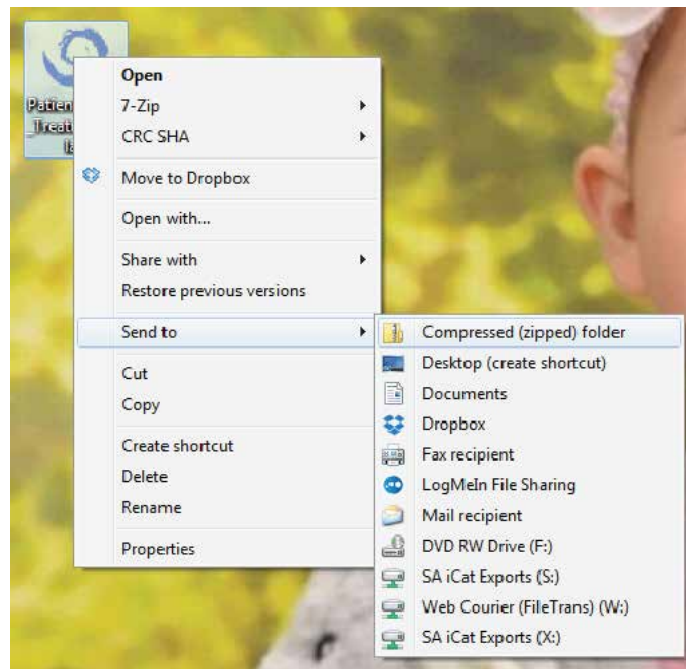 Patien
_Treat
Open
7-Zip
CRC SHA
Move to Dropbox
Open with...
Share with
Restore previous versions
Send to
Cut
Copy
Create shortcut
Delete
Rename
Properties
Compressed (zipped) folder
Desktop (create shortcut)
Documents
Dropbox
Fax recipient
LogMeIn File Sharing
Mail recipient
DVD RW Drive (F:)
SA iCat Exports (S:)
Web Courier (FileTrans) (W:)
SA iCat Exports (X:)